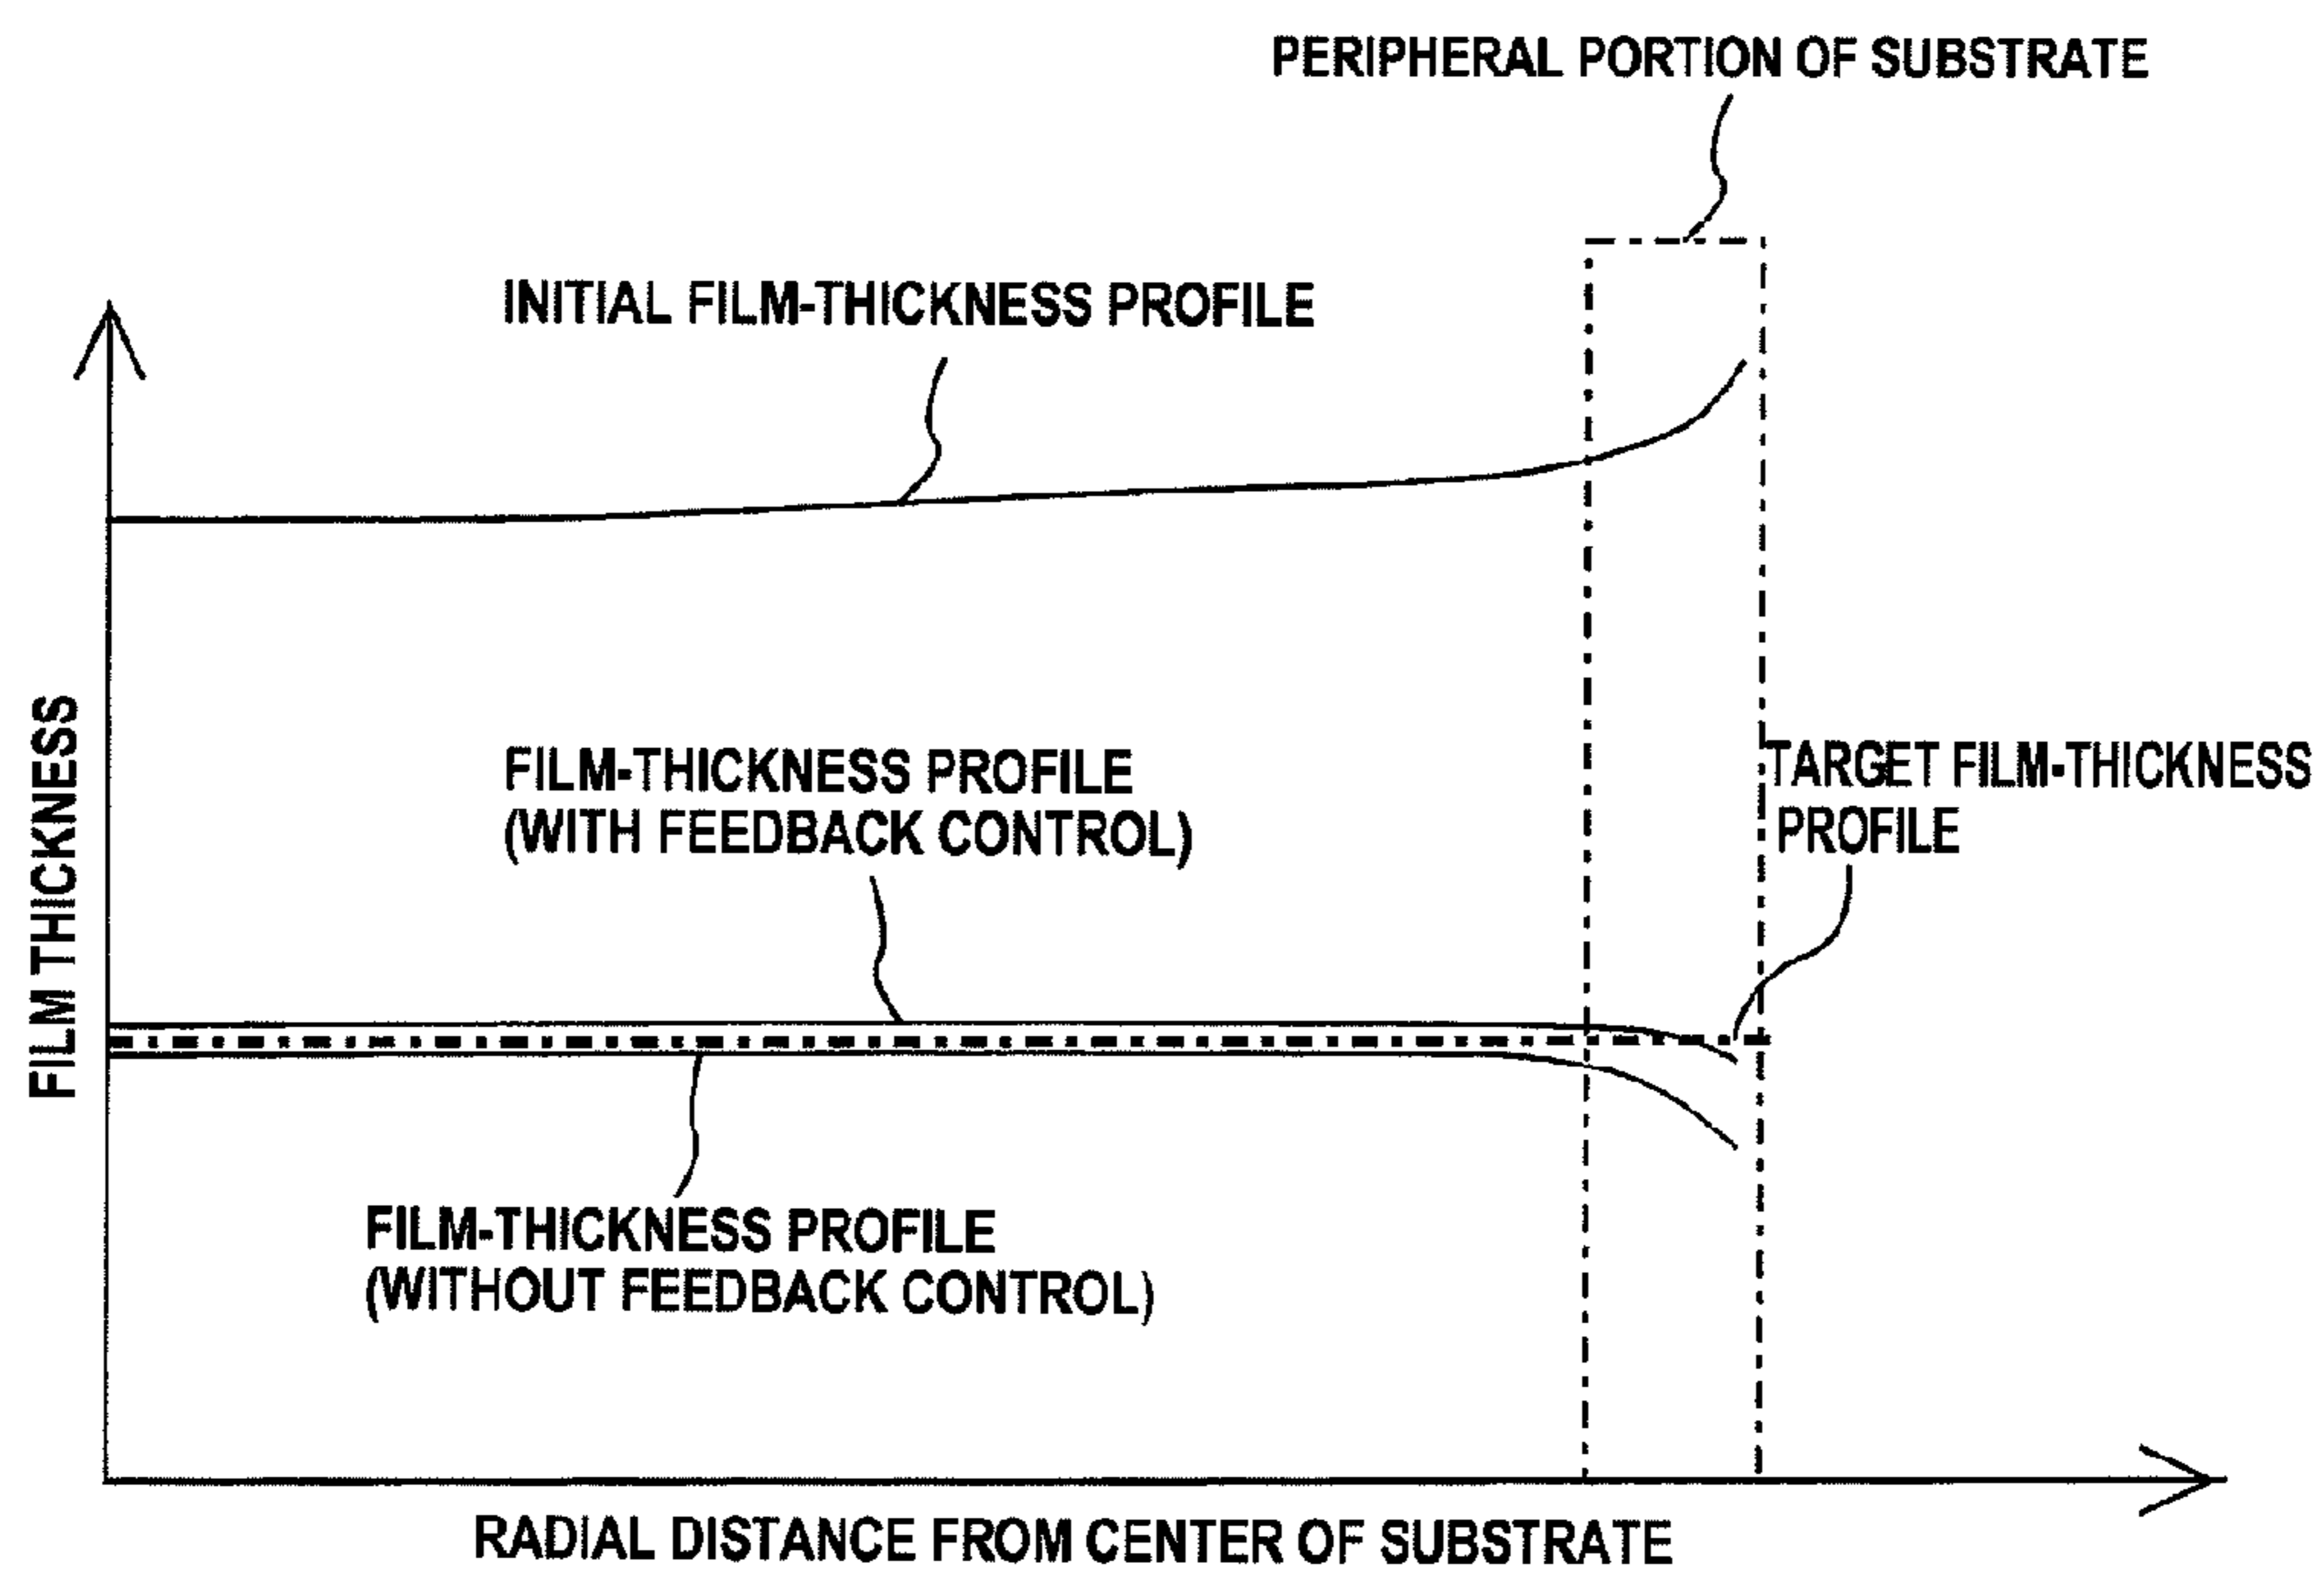 PERIPHERAL PORTION OF SUBSTRATE
INITIAL FILM-THICKNESS PROFILE
FILM THICKNESS
FILM-THICKNESS PROFILE
(WITH FEEDBACK CONTROL)
TARGET FILM-THICKNESS
PROFILE
FILM-THICKNESS PROFILE
(WITHOUT FEEDBACK CONTROL)
RADIAL DISTANCE FROM CENTER OF SUBSTRATE